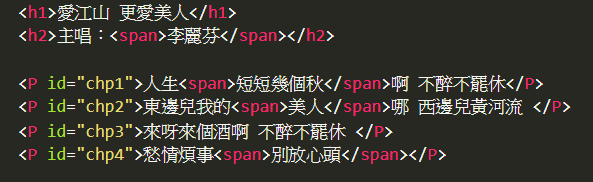 <h1>愛江山 更愛美人</h1>
<h2>主唱：<span>李麗芬</span></h2>
<P id="chp1">人生<span>短短幾個秋</span>啊 不醉不罷休</P>
<P id="chp2">東邊兒我的<span>美人</span>哪 西邊兒黃河流 </P>
<P id="chp3">來呀來個酒啊 不醉不罷休 </P>
<P id="chp4">愁情煩事<span>別放心頭</span></P>